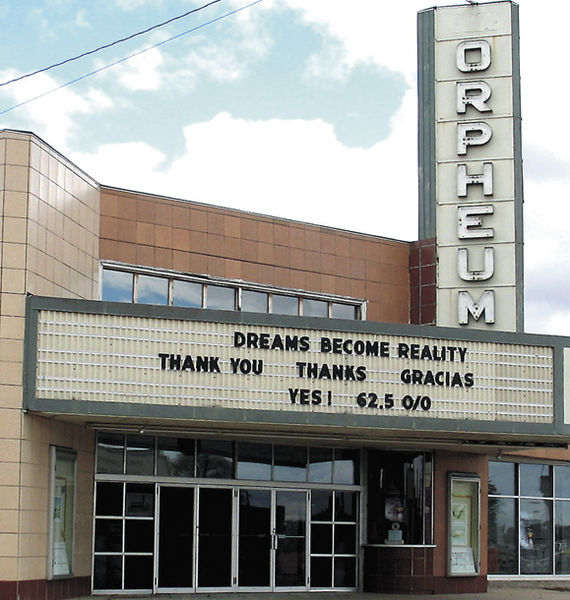 ORPHEUM
DREAMS BECOME REALITY
THANK YOU THANKS GRACIAS
YES! 62.5 0/0